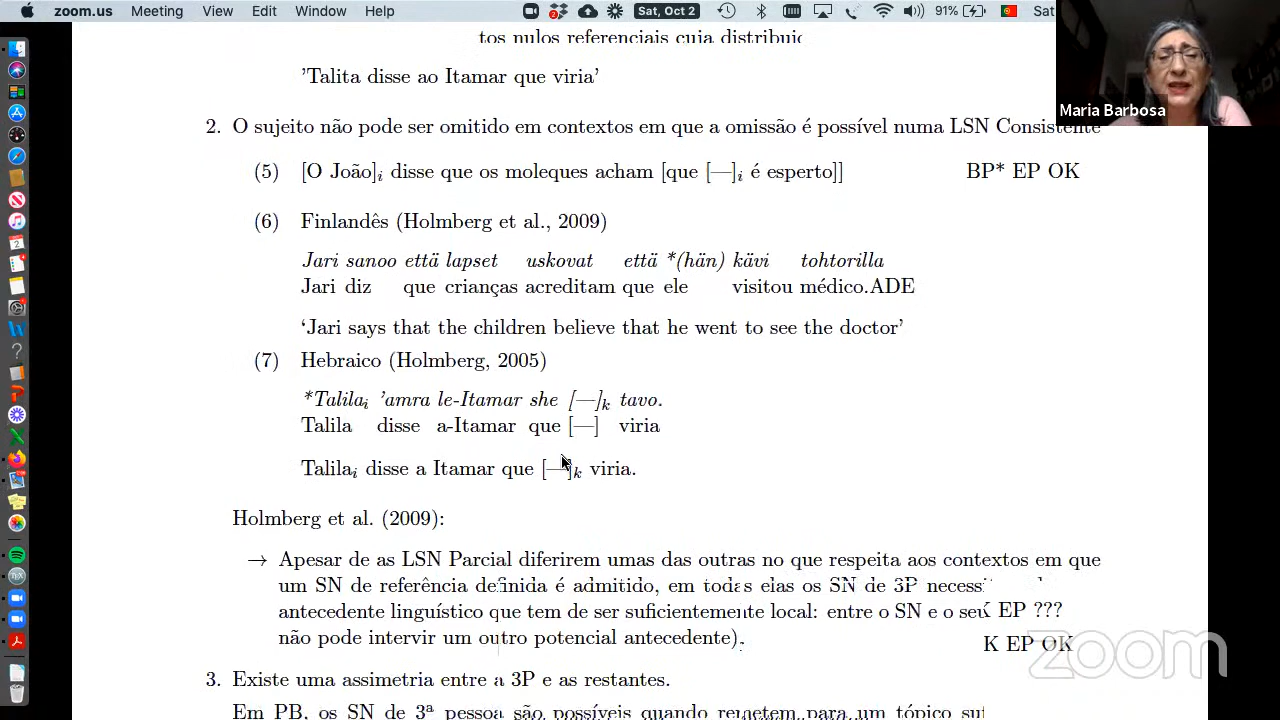 zoom.us Meeting View Edit Window Help Sat, Oct 2 91% Sat
tos nulos referenciais cuja
'Talita disse ao Itamar que viria'
Maria Barbosa
2. O sujeito não pode ser omitido em contextos em que a omissão é possível numa LSN Consistente
(5) [O João]i disse que os moleques acham [que [—]i é esperto]] BP* EP OK
(6) Finlandês (Holmberg et al., 2009)
Jari sanoo että lapset uskovat että *(hän) kävi tohtorilla
Jari diz que crianças acreditam que ele visitou médico.ADE
‘Jari says that the children believe that he went to see the doctor’
(7) Hebraico (Holmberg, 2005)
*Talilai ’amra le-Itamar she [—]k tavo.
Talila disse a-Itamar que [—] viria
Talilai disse a Itamar que [—]k viria.
Holmberg et al. (2009):
→ Apesar de as LSN Parcial diferirem umas das outras no que respeita aos contextos em que
um SN de referência definida é admitido, em todas elas os SN de 3P
antecedente linguístico que tem de ser suficientemente local: entre o SN e o seu EP ???
não pode intervir um outro potencial antecedente). K EP OK
zoom
3. Existe uma assimetria entre a 3P e as restantes.
Em PB, os SN de 3ª pessoa são possíveis quando remetem para um tópico